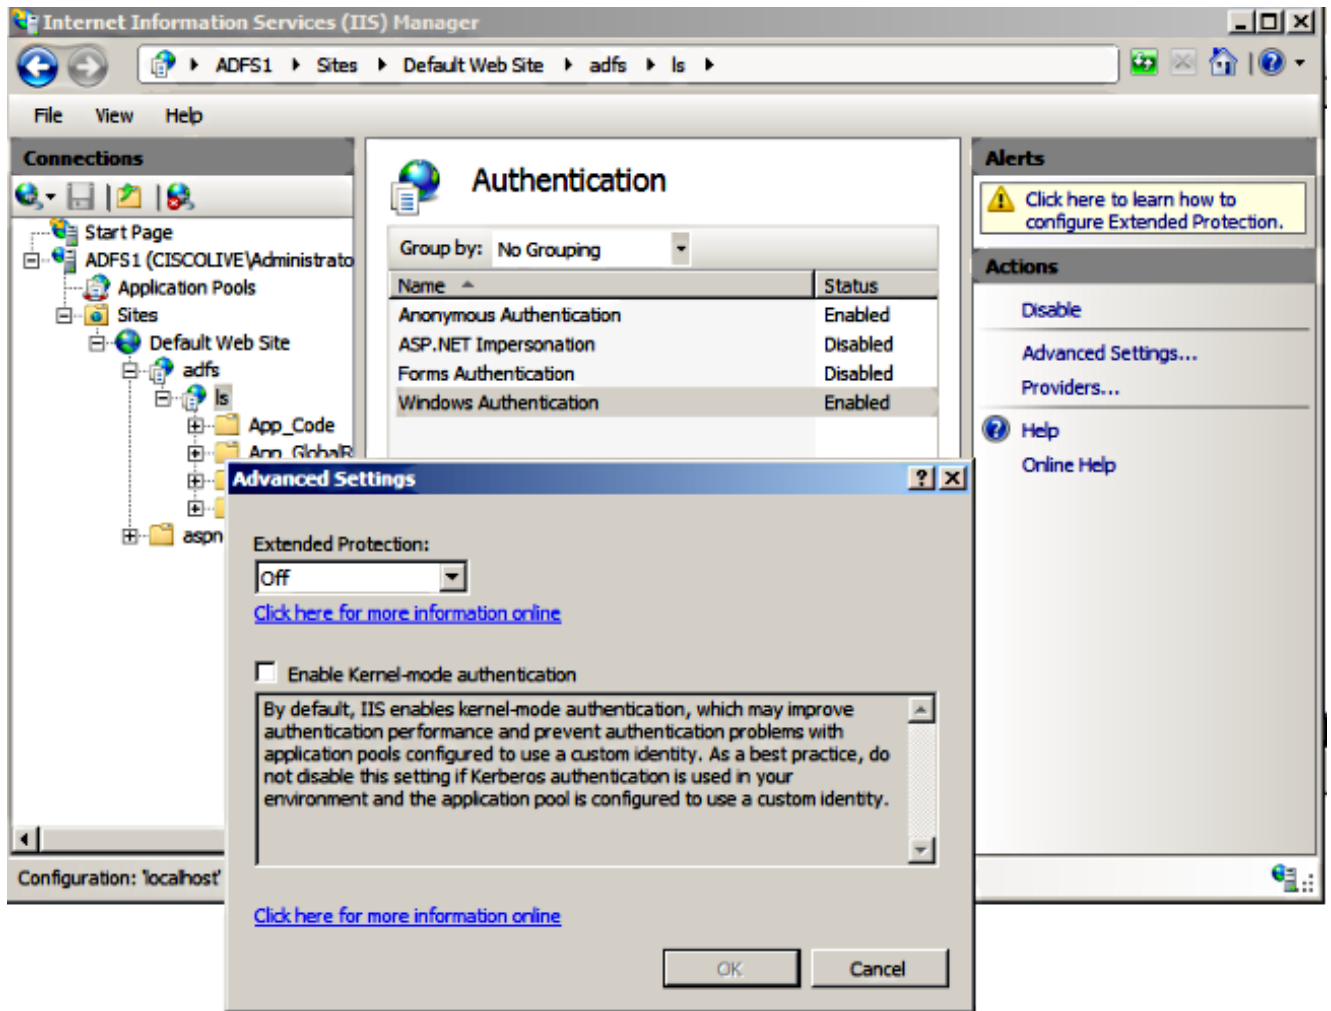 Internet Information Services (IIS) Manager
ADFS1 Sites Default Web Site adfs ls
File View Help
Connections
Start Page
ADFS1 (CISCOLIVE\Administrato
Application Pools
Sites
Default Web Site
adfs
ls
App_Code
App_GlobalR
aspn
Authentication
Group by: No Grouping
Name Status
Anonymous Authentication Enabled
ASP.NET Impersonation Disabled
Forms Authentication Disabled
Windows Authentication Enabled
Alerts
Click here to learn how to
configure Extended Protection.
Actions
Disable
Advanced Settings...
Providers...
Help
Online Help
Advanced Settings
Extended Protection:
Off
Click here for more information online
Enable Kernel-mode authentication
By default, IIS enables kernel-mode authentication, which may improve
authentication performance and prevent authentication problems with
application pools configured to use a custom identity. As a best practice, do
not disable this setting if Kerberos authentication is used in your
environment and the application pool is configured to use a custom identity.
Click here for more information online
OK Cancel
Configuration: 'localhost'